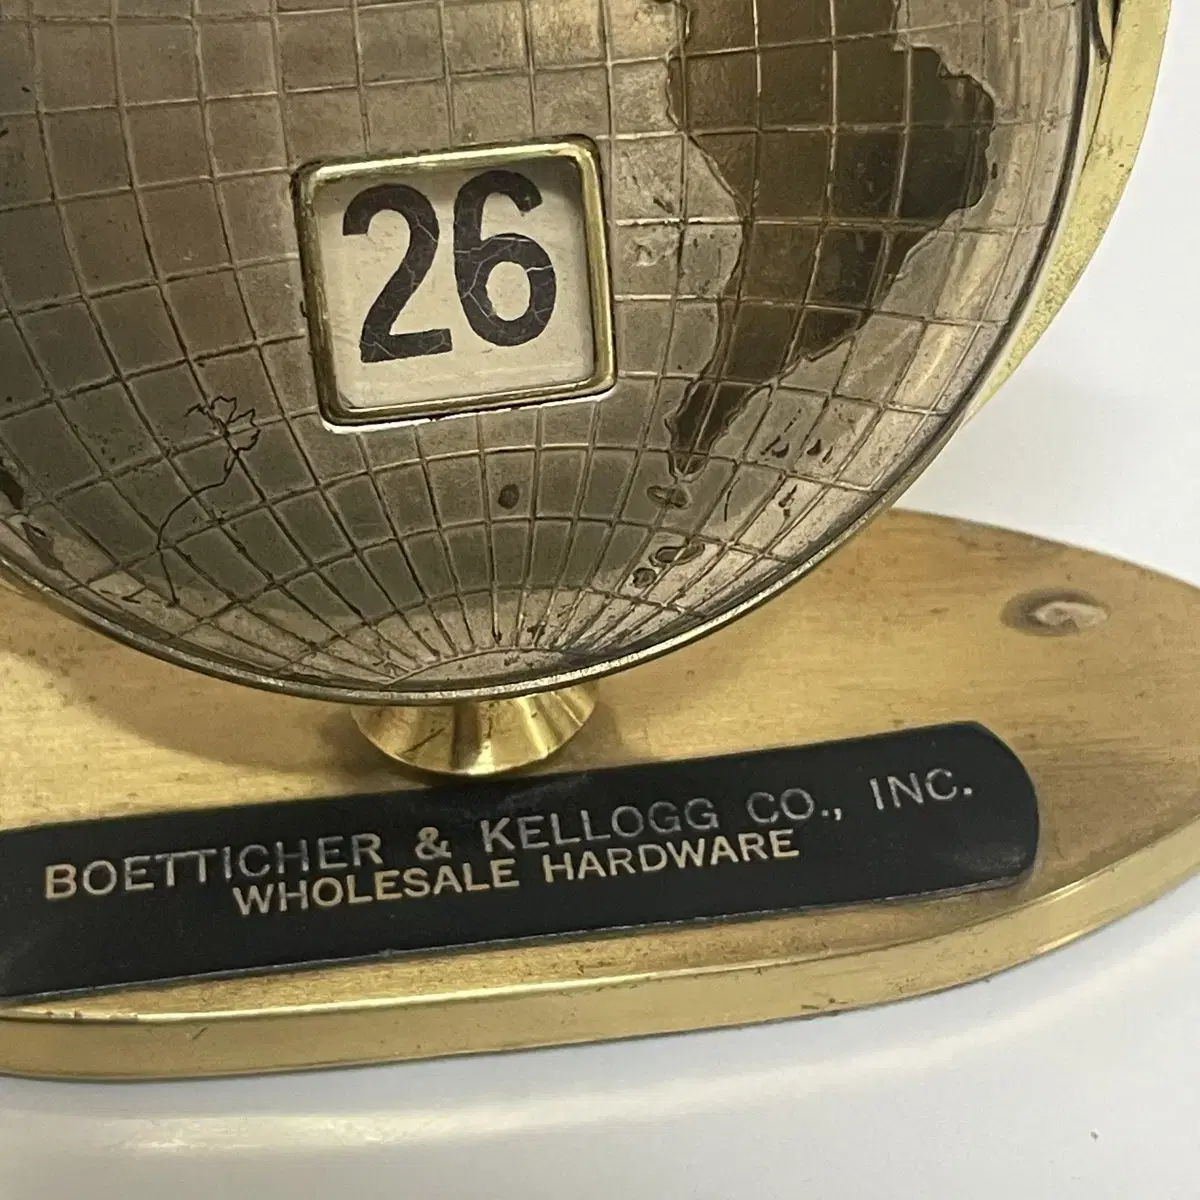 26
BOETTICHER & KELLOGG CO., INC.
WHOLESALE HARDWARE